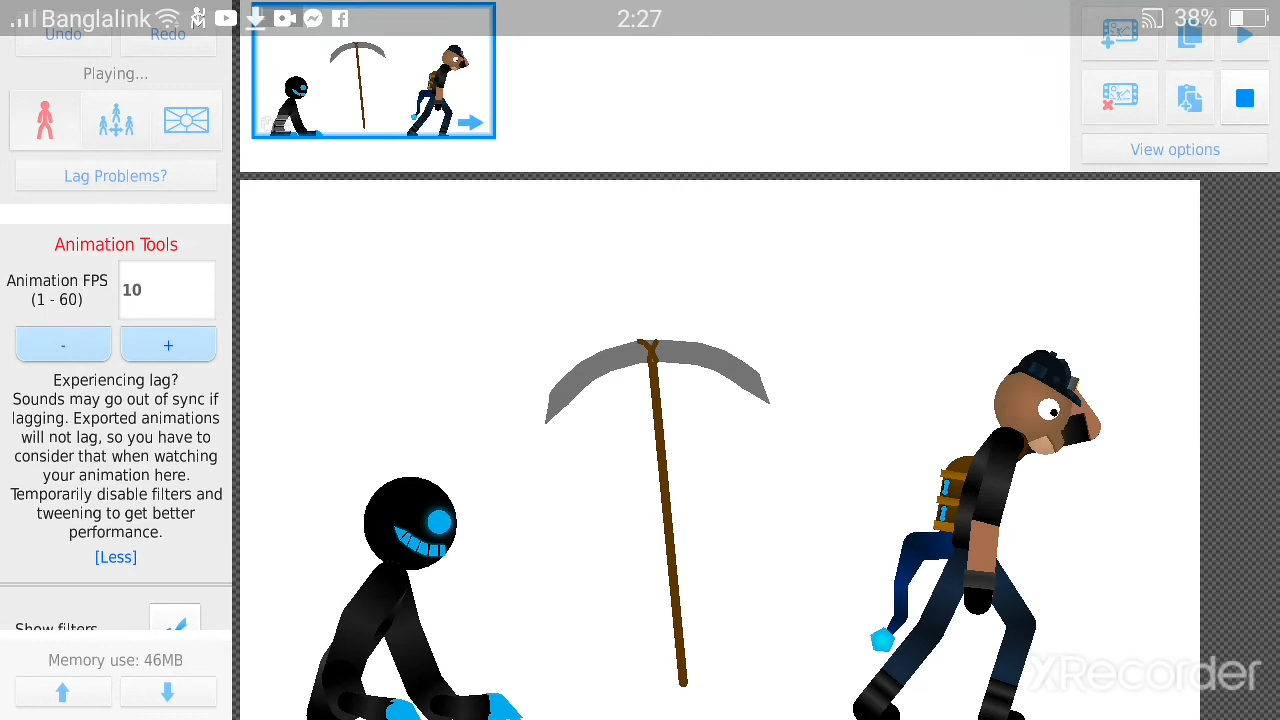 Banglalink
2:27
38%
Undo
Redo
Playing...
Lag Problems?
View options
Animation Tools
Animation FPS
(1 - 60)
10
-
+
Experiencing lag?
Sounds may go out of sync if
lagging. Exported animations
will not lag, so you have to
consider that when watching
your animation here.
Temporarily disable filters and
tweening to get better
performance.
[Less]
Show filters
Memory use: 46MB
XRecorder